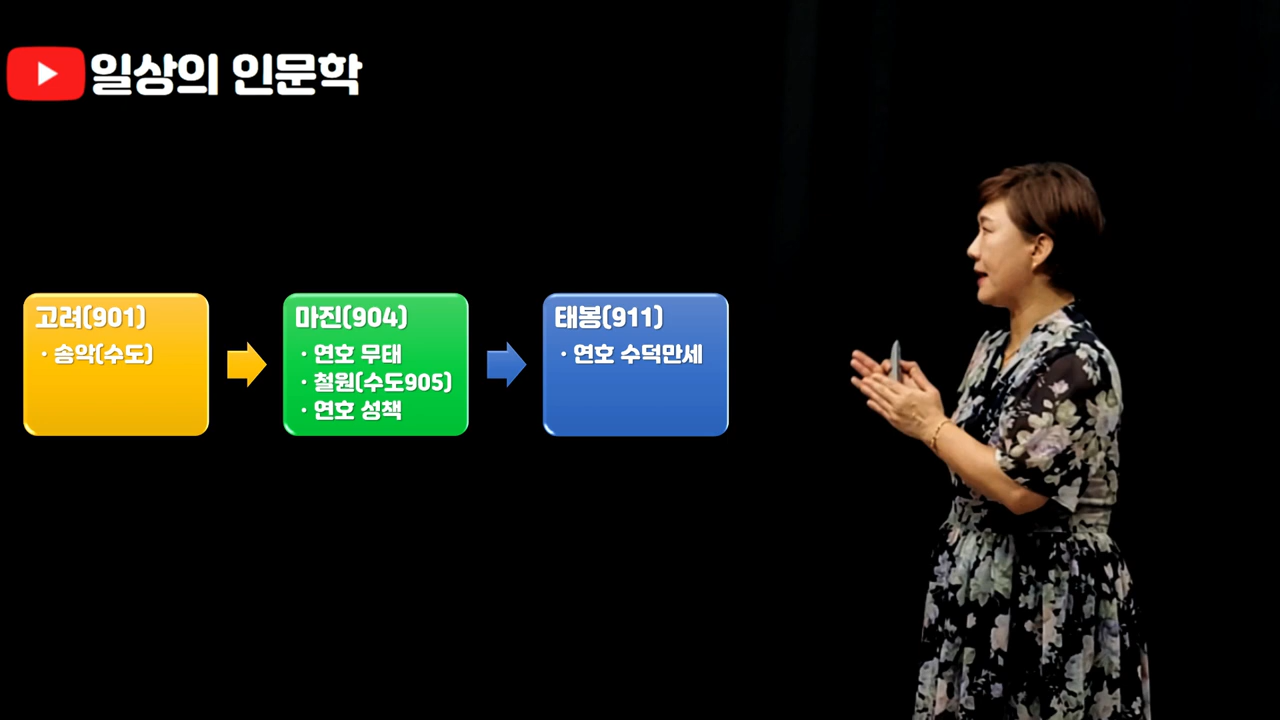 일상의 인문학
고려(901)
· 송악(수도)
마진(904)
· 연호 무태
· 철원(수도905)
· 연호 성책
태봉(911)
· 연호 수덕만세